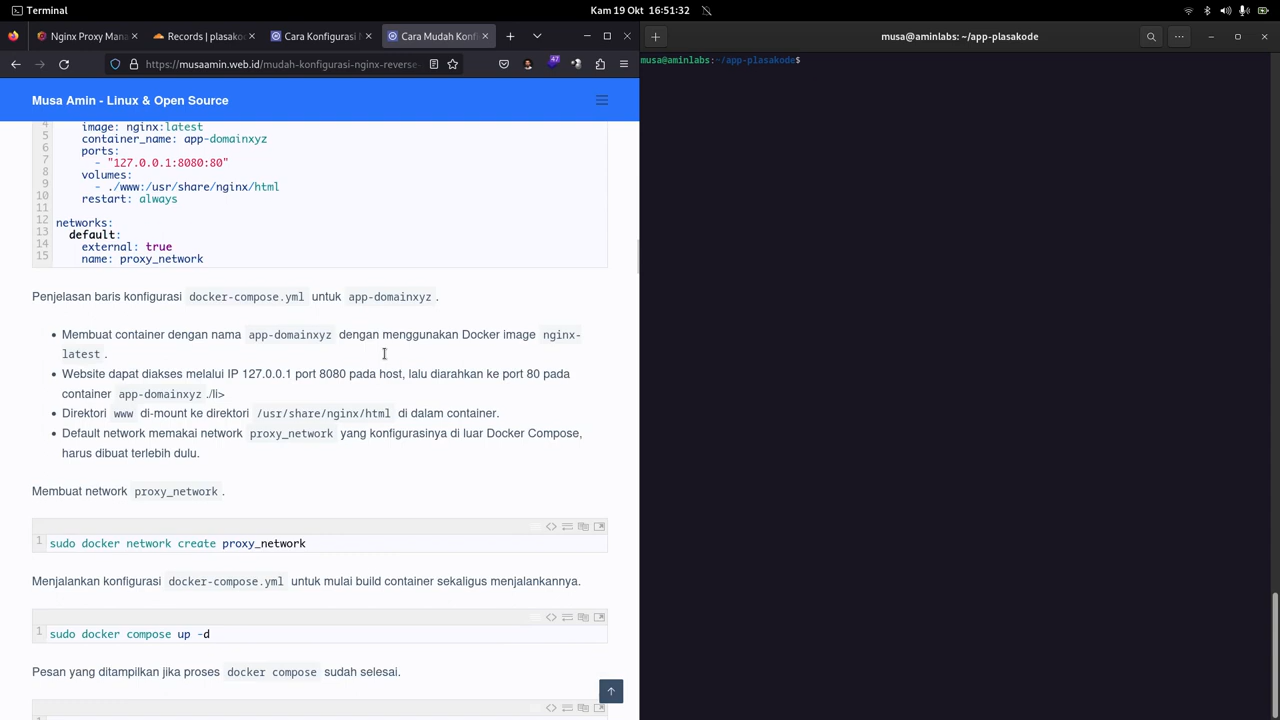 Terminal
Kam 19 Okt 16:51:32
Nginx Proxy Mana
Records | plasakod
Cara Konfigurasi N
Cara Mudah Konfi
https://musaamin.web.id/mudah-konfigurasi-nginx-reverse-
47
Musa Amin - Linux & Open Source
4 image: nginx:latest
5 container_name: app-domainxyz
6 ports:
7 - "127.0.0.1:8080:80"
8 volumes:
9 - ./www:/usr/share/nginx/html
10 restart: always
11
12 networks:
13 default:
14 external: true
15 name: proxy_network
Penjelasan baris konfigurasi docker-compose.yml untuk app-domainxyz .
Membuat container dengan nama app-domainxyz dengan menggunakan Docker image nginx-
latest .
Website dapat diakses melalui IP 127.0.0.1 port 8080 pada host, lalu diarahkan ke port 80 pada
container app-domainxyz ./li>
Direktori www di-mount ke direktori /usr/share/nginx/html di dalam container.
Default network memakai network proxy_network yang konfigurasinya di luar Docker Compose,
harus dibuat terlebih dulu.
Membuat network proxy_network .
1 sudo docker network create proxy_network
Menjalankan konfigurasi docker-compose.yml untuk mulai build container sekaligus menjalankannya.
1 sudo docker compose up -d
Pesan yang ditampilkan jika proses docker compose sudah selesai.
musa@aminlabs: ~/app-plasakode
musa@aminlabs:~/app-plasakode$